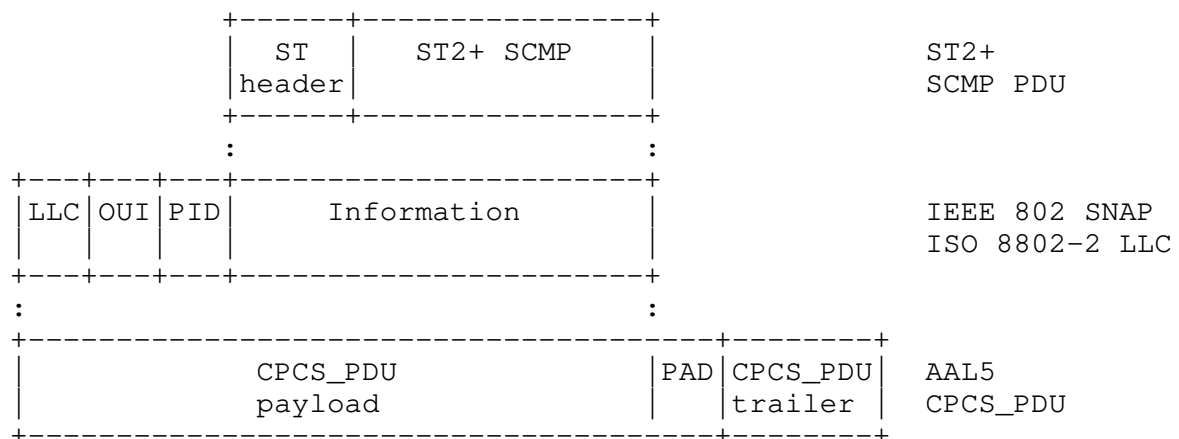 ST ST2+ SCMP ST2+
header SCMP PDU
LLC OUI PID Information IEEE 802 SNAP
ISO 8802-2 LLC
CPCS_PDU PAD CPCS_PDU AAL5
payload trailer CPCS_PDU